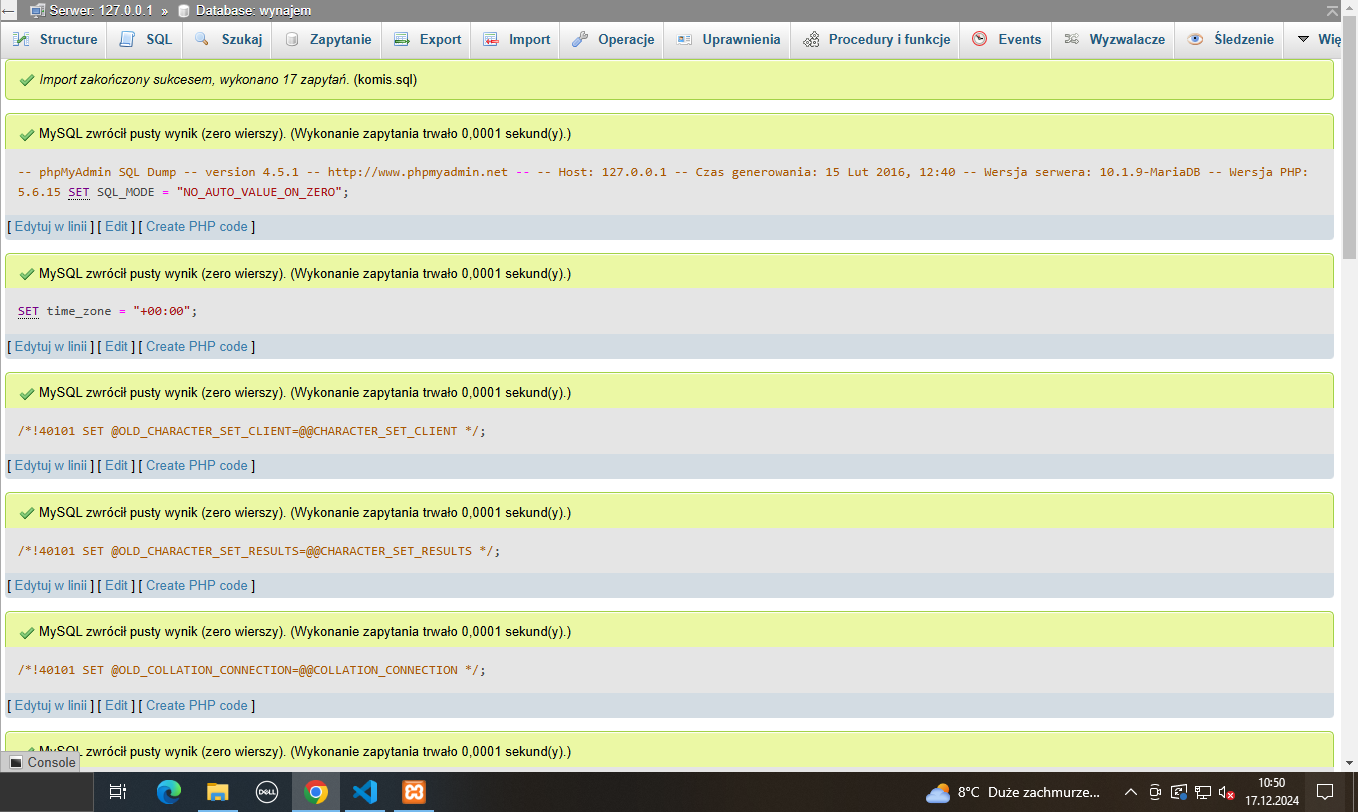 Serwer: 127.0.0.1 » Database: wynajem
Structure SQL Szukaj Zapytanie Export Import Operacje Uprawnienia Procedury i funkcje Events Wyzwalacze Śledzenie Wię
Import zakończony sukcesem, wykonano 17 zapytań. (komis.sql)
MySQL zwrócił pusty wynik (zero wierszy). (Wykonanie zapytania trwało 0,0001 sekund(y).)
-- phpMyAdmin SQL Dump -- version 4.5.1 -- http://www.phpmyadmin.net -- -- Host: 127.0.0.1 -- Czas generowania: 15 Lut 2016, 12:40 -- Wersja serwera: 10.1.9-MariaDB -- Wersja PHP:
5.6.15 SET SQL_MODE = "NO_AUTO_VALUE_ON_ZERO";
[ Edytuj w linii ] [ Edit ] [ Create PHP code ]
MySQL zwrócił pusty wynik (zero wierszy). (Wykonanie zapytania trwało 0,0001 sekund(y).)
SET time_zone = "+00:00";
[ Edytuj w linii ] [ Edit ] [ Create PHP code ]
MySQL zwrócił pusty wynik (zero wierszy). (Wykonanie zapytania trwało 0,0001 sekund(y).)
/*!40101 SET @OLD_CHARACTER_SET_CLIENT=@@CHARACTER_SET_CLIENT */;
[ Edytuj w linii ] [ Edit ] [ Create PHP code ]
MySQL zwrócił pusty wynik (zero wierszy). (Wykonanie zapytania trwało 0,0001 sekund(y).)
/*!40101 SET @OLD_CHARACTER_SET_RESULTS=@@CHARACTER_SET_RESULTS */;
[ Edytuj w linii ] [ Edit ] [ Create PHP code ]
MySQL zwrócił pusty wynik (zero wierszy). (Wykonanie zapytania trwało 0,0001 sekund(y).)
/*!40101 SET @OLD_COLLATION_CONNECTION=@@COLLATION_CONNECTION */;
[ Edytuj w linii ] [ Edit ] [ Create PHP code ]
MySQL zwrócił pusty wynik (zero wierszy). (Wykonanie zapytania trwało 0,0001 sekund(y).)
Console
DELL
8°C Duże zachmurze...
10:50
17.12.2024